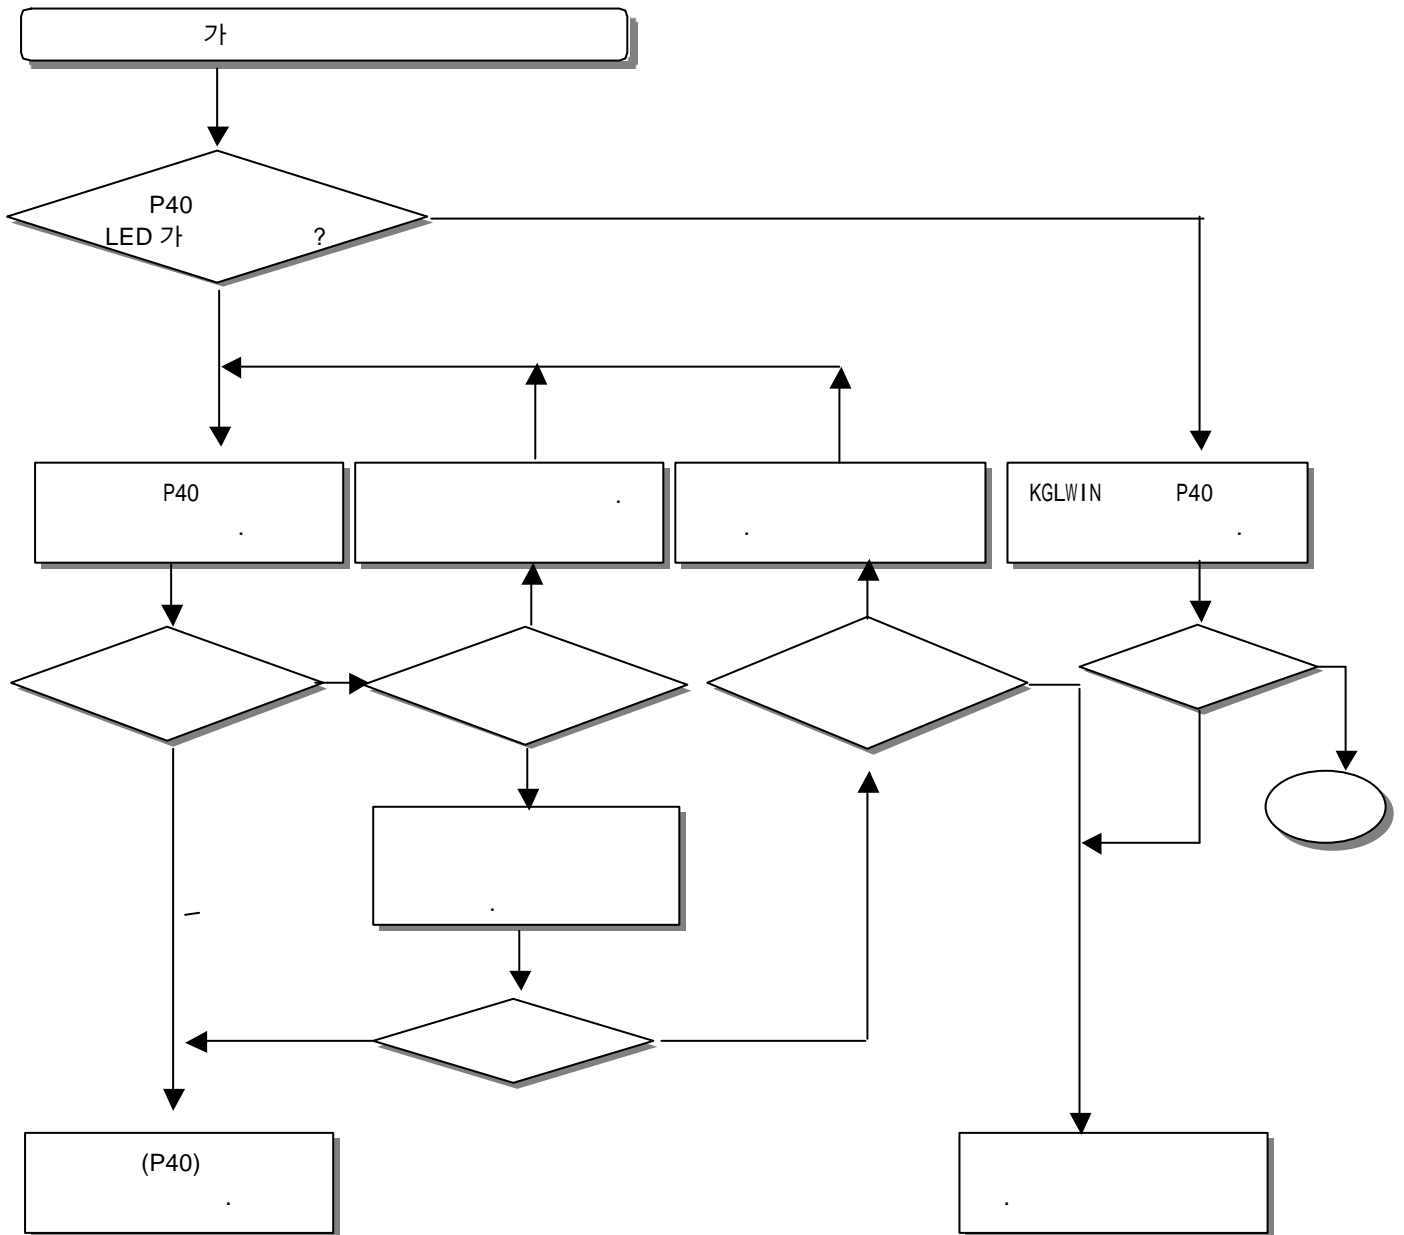 가
P40
LED 가 ?
P40
.
.
.
KGLWIN P40
.
.
(P40)
.
.